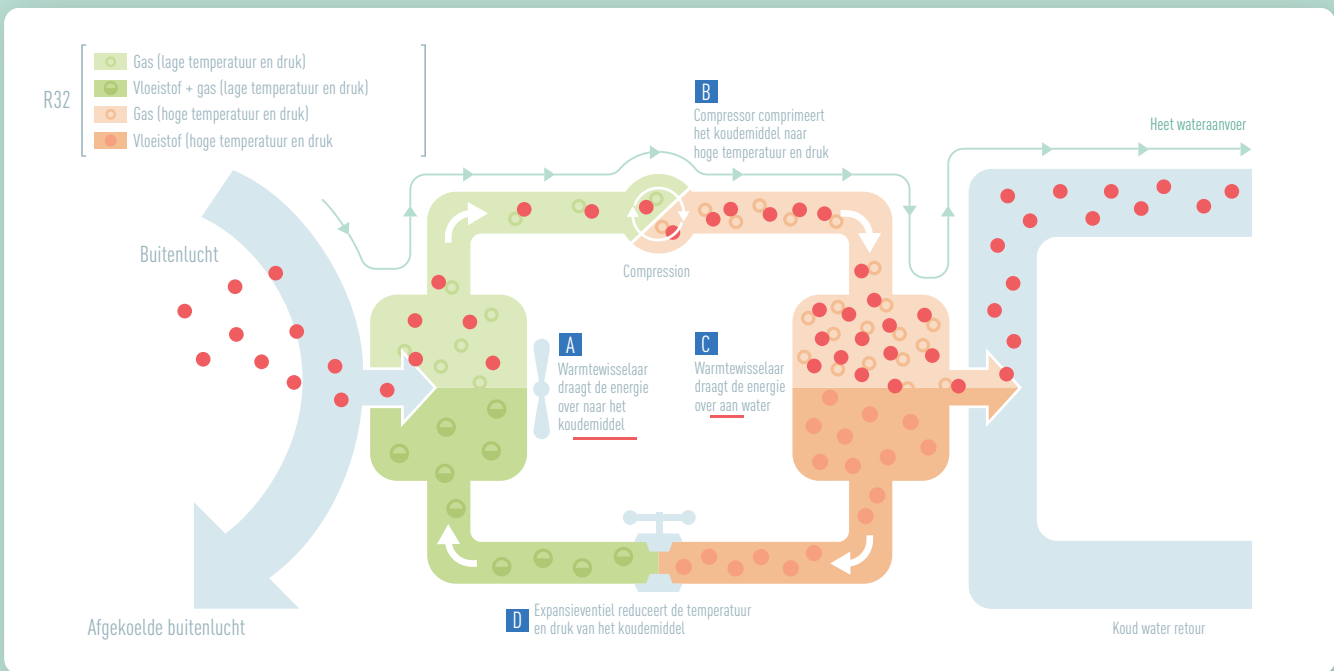 R32
Gas (lage temperatuur en druk)
Vloeistof + gas (lage temperatuur en druk)
Gas (hoge temperatuur en druk)
Vloeistof (hoge temperatuur en druk
B
Compressor comprimeert
het koudemiddel naar
hoge temperatuur en druk
Heet wateraanvoer
Buitenlucht
Compression
A
Warmtewisselaar
draagt de energie
over naar het
koudemiddel
C
Warmtewisselaar
draagt de energie
over aan water
D
Expansieventiel reduceert de temperatuur
en druk van het koudemiddel
Afgekoelde buitenlucht
Koud water retour